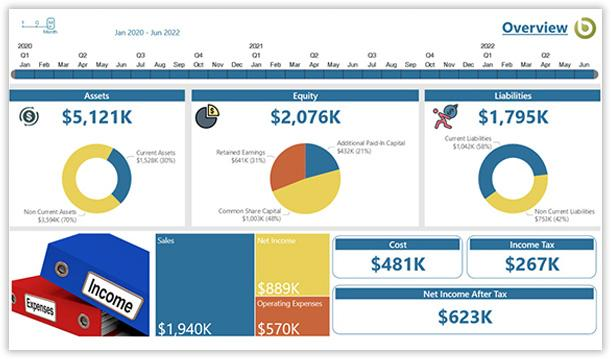 Y Q M
Month
Jan 2020 - Jun 2022
Overview
2020 2021 2022
Q1 Q2 Q3 Q4 Q1 Q2 Q3 Q4 Q1 Q2
Jan Feb Mar Apr May Jun Jul Aug Sep Oct Nov Dec Jan Feb Mar Apr May Jun Jul Aug Sep Oct Nov Dec Jan Feb Mar Apr May Jun
Assets
$5,121K
Current Assets
$1,528K (30%)
Non Current Assets
$3,594K (70%)
Equity
$2,076K
Retained Earnings
$641K (31%)
Additional Paid-In Capital
$432K (21%)
Common Share Capital
$1,003K (48%)
Liabilities
$1,795K
Current Liabilities
$1,042K (58%)
Non Current Liabilities
$753K (42%)
Income
Expenses
Sales
$1,940K
Net Income
$889K
Operating Expenses
$570K
Cost
$481K
Income Tax
$267K
Net Income After Tax
$623K